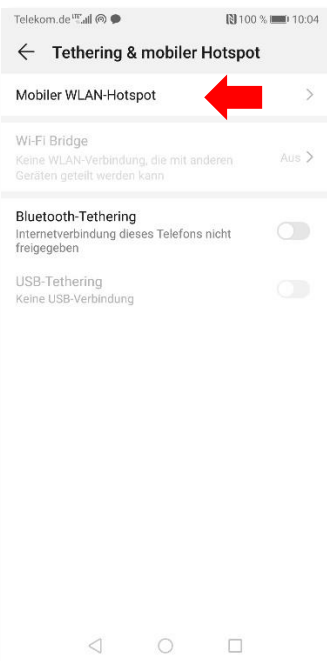 Telekom.de LTE 100 % 10:04
Tethering & mobiler Hotspot
Mobiler WLAN-Hotspot
Wi-Fi Bridge
Keine WLAN-Verbindung, die mit anderen
Geräten geteilt werden kann
Aus
Bluetooth-Tethering
Internetverbindung dieses Telefons nicht
freigegeben
USB-Tethering
Keine USB-Verbindung